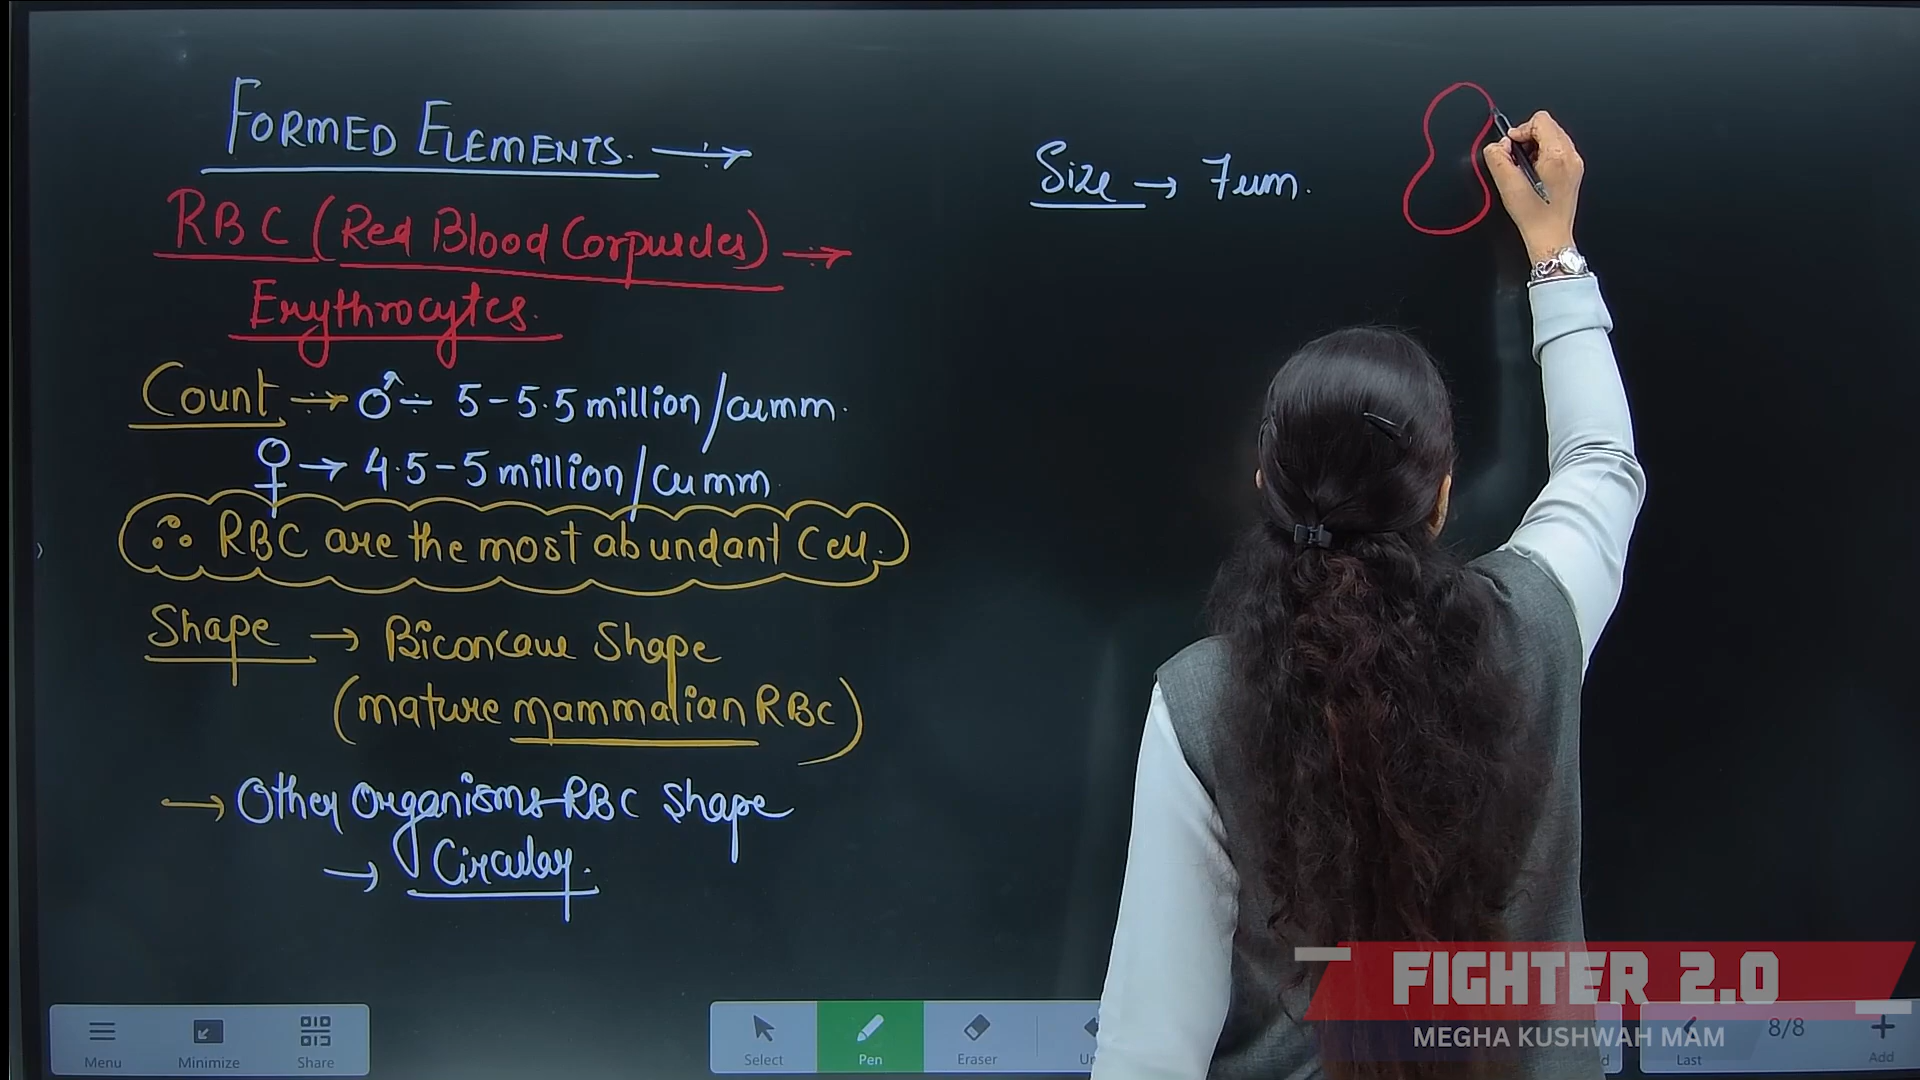 FORMED ELEMENTS. →
RBC (Red Blood Corpuscles) →
Erythrocytes.
Count → ♂ ÷ 5-5.5 million/cumm.
♀ → 4.5-5 million/cumm
∴ RBC are the most abundant Cell.
Shape → Biconcave Shape
(mature mammalian RBC)
→ Other Organisms RBC Shape
→ Circular.
Size → 7um.
FIGHTER 2.0
MEGHA KUSHWAH MAM
Menu Minimize Share
Select Pen Eraser Un
Last 8/8 Add